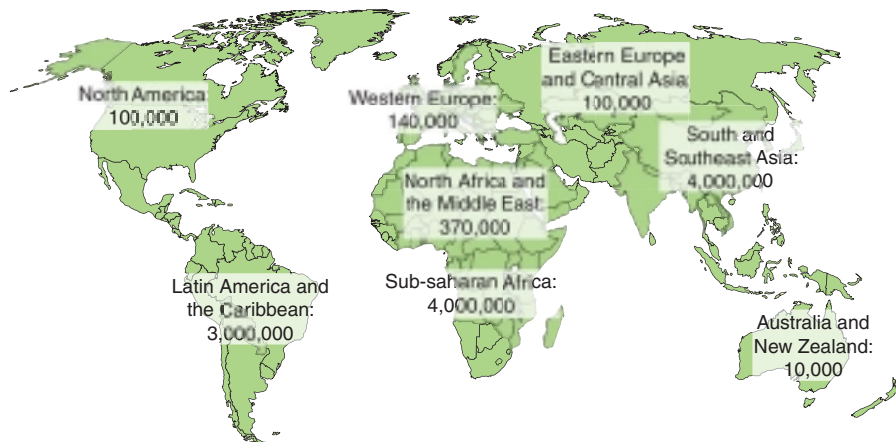 North America:
100,000
Western Europe:
140,000
Eastern Europe
and Central Asia:
100,000
South and
Southeast Asia:
4,000,000
North Africa and
the Middle East:
370,000
Latin America and
the Caribbean:
3,000,000
Sub-saharan Africa:
4,000,000
Australia and
New Zealand:
10,000